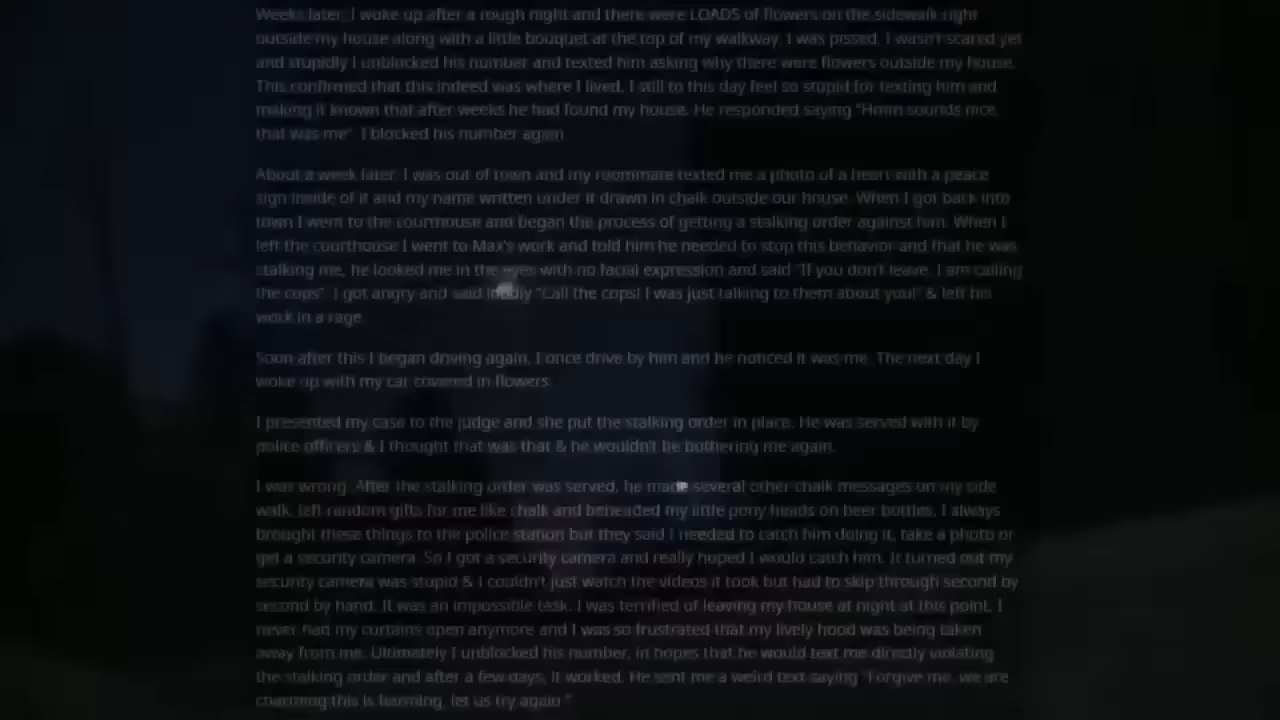 Weeks later, I woke up after a rough night and there were LOADS of flowers on the sidewalk right
outside my house along with a little bouquet at the top of my walkway. I was pissed. I wasn't scared yet
and stupidly I unblocked his number and texted him asking why there were flowers outside my house.
This confirmed that this indeed was where I lived. I still to this day feel so stupid for texting him and
making it known that after weeks he had found my house. He responded saying "Hmm sounds nice,
that was me". I blocked his number again.
About a week later, I was out of town and my roommate texted me a photo of a heart with a peace
sign inside of it and my name written under it drawn in chalk outside our house. When I got back into
town I went to the courthouse and began the process of getting a stalking order against him. When I
left the courthouse I went to Max's work and told him he needed to stop this behavior and that he was
stalking me, he looked me in the eyes with no facial expression and said "If you don't leave, I am calling
the cops". I got angry and said loudly "Call the cops! I was just talking to them about you!" & left his
work in a rage.
Soon after this I began driving again, I once drive by him and he noticed it was me. The next day I
woke up with my car covered in flowers.
I presented my case to the judge and she put the stalking order in place. He was served with it by
police officers & I thought that was that & he wouldn't be bothering me again.
I was wrong. After the stalking order was served, he made several other chalk messages on my side
walk, left random gifts for me like chalk and beheaded my little pony heads on beer bottles. I always
brought these things to the police station but they said I needed to catch him doing it, take a photo or
get a security camera. So I got a security camera and really hoped I would catch him. It turned out my
security camera was stupid & I couldn't just watch the videos it took but had to skip through second by
second by hand. It was an impossible task. I was terrified of leaving my house at night at this point. I
never had my curtains open anymore and I was so frustrated that my lively hood was being taken
away from me. Ultimately I unblocked his number, in hopes that he would text me directly violating
the stalking order and after a few days, it worked. He sent me a weird text saying "Forgive me, we are
charming this is harming, let us try again."